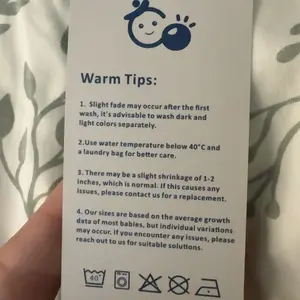 Warm Tips:
1. Slight fade may occur after the first
wash, it's advisable to wash dark and
light colors separately.
2.Use water temperature below 40°C and
a laundry bag for better care.
3. There may be a slight shrinkage of 1-2
inches, which is normal. If this causes any
issues, please contact us for a replacement.
4. Our sizes are based on the average growth
data of most babies, but individual variations
may occur. If you encounter any issues, please
reach out to us for suitable solutions.
40°